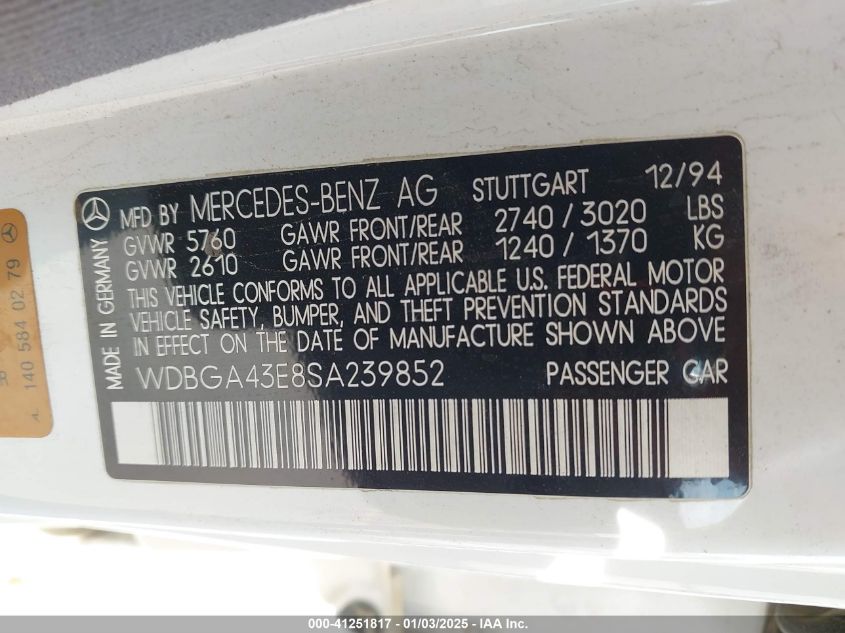 MFD BY MERCEDES-BENZ AG STUTTGART 12/94
GVWR 5760 GAWR FRONT/REAR 2740 / 3020 LBS
GVWR 2610 GAWR FRONT/REAR 1240 / 1370 KG
THIS VEHICLE CONFORMS TO ALL APPLICABLE U.S. FEDERAL MOTOR
VEHICLE SAFETY, BUMPER, AND THEFT PREVENTION STANDARDS
IN EFFECT ON THE DATE OF MANUFACTURE SHOWN ABOVE
WDBGA43E8SA239852 PASSENGER CAR
MADE IN GERMANY
A 140 584 02 79
000-41251817 - 01/03/2025 - IAA Inc.